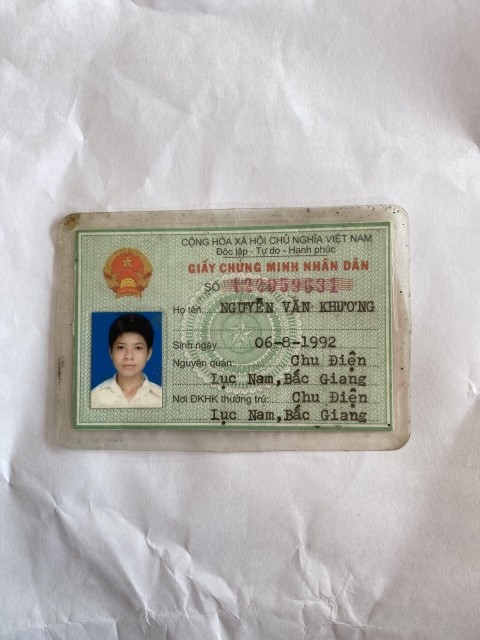 CỘNG HÒA XÃ HỘI CHỦ NGHĨA VIỆT NAM
Độc lập - Tự do - Hạnh phúc
GIẤY CHỨNG MINH NHÂN DÂN
SỐ
Họ tên: NGUYỄN VĂN KHƯƠNG
Sinh ngày 06-8-1992
Nguyên quán: Chu Điện
Lục Nam, Bắc Giang
Nơi ĐKHK thường trú: Chu Điện
Lục Nam, Bắc Giang